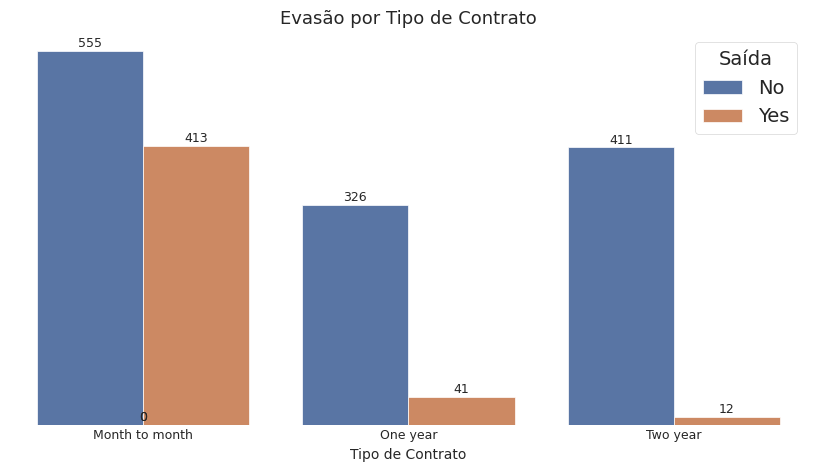 Evasão por Tipo de Contrato
555
413
326
41
411
12
0
Saída
No
Yes
Month to month
One year
Two year
Tipo de Contrato